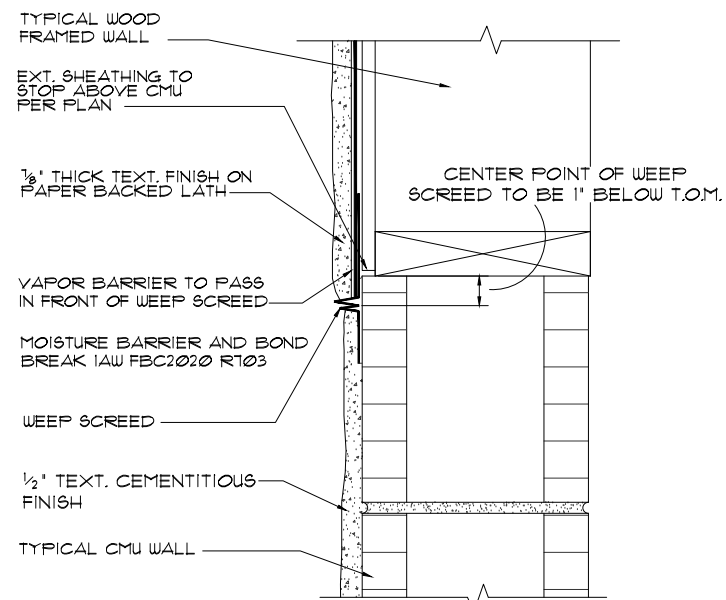 TYPICAL WOOD
FRAMED WALL
EXT. SHEATHING TO
STOP ABOVE CMU
PER PLAN
⅞" THICK TEXT. FINISH ON
PAPER BACKED LATH
CENTER POINT OF WEEP
SCREED TO BE 1" BELOW T.O.M.
VAPOR BARRIER TO PASS
IN FRONT OF WEEP SCREED
MOISTURE BARRIER AND BOND
BREAK IAW FBC2020 R703
WEEP SCREED
½" TEXT. CEMENTITIOUS
FINISH
TYPICAL CMU WALL